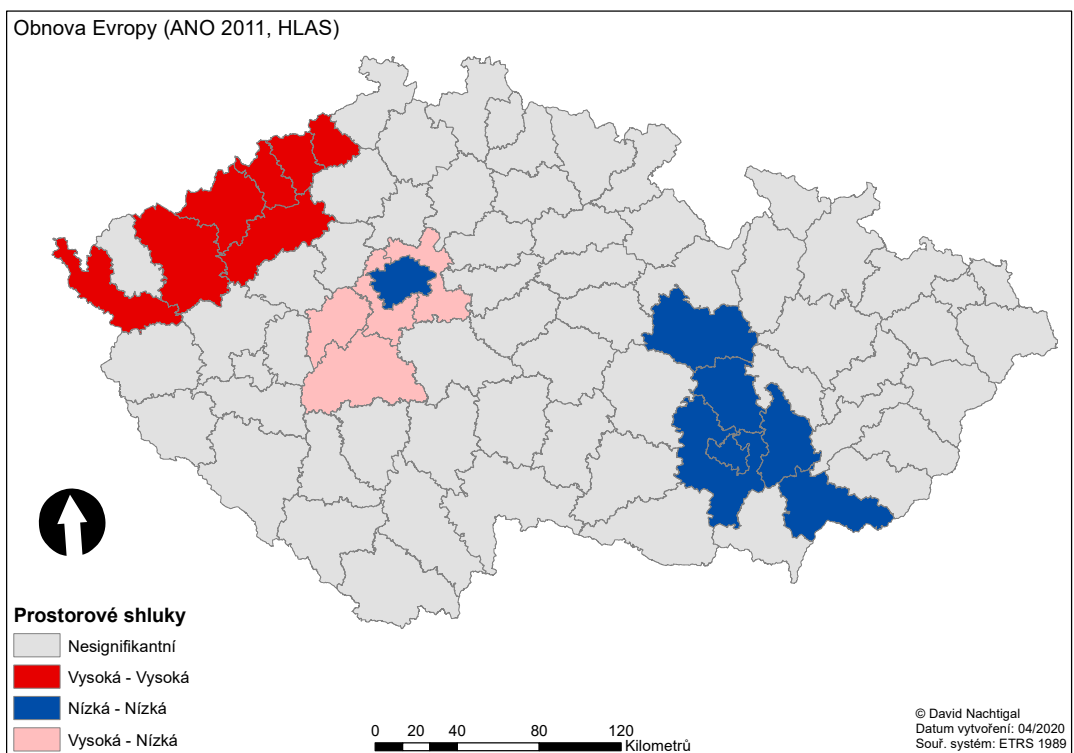 Obnova Evropy (ANO 2011, HLAS)
Prostorové shluky
Nesignifikantní
Vysoká - Vysoká
Nízká - Nízká
Vysoká - Nízká
0 20 40 80 120
Kilometrů
© David Nachtigal
Datum vytvoření: 04/2020
Souř. systém: ETRS 1989